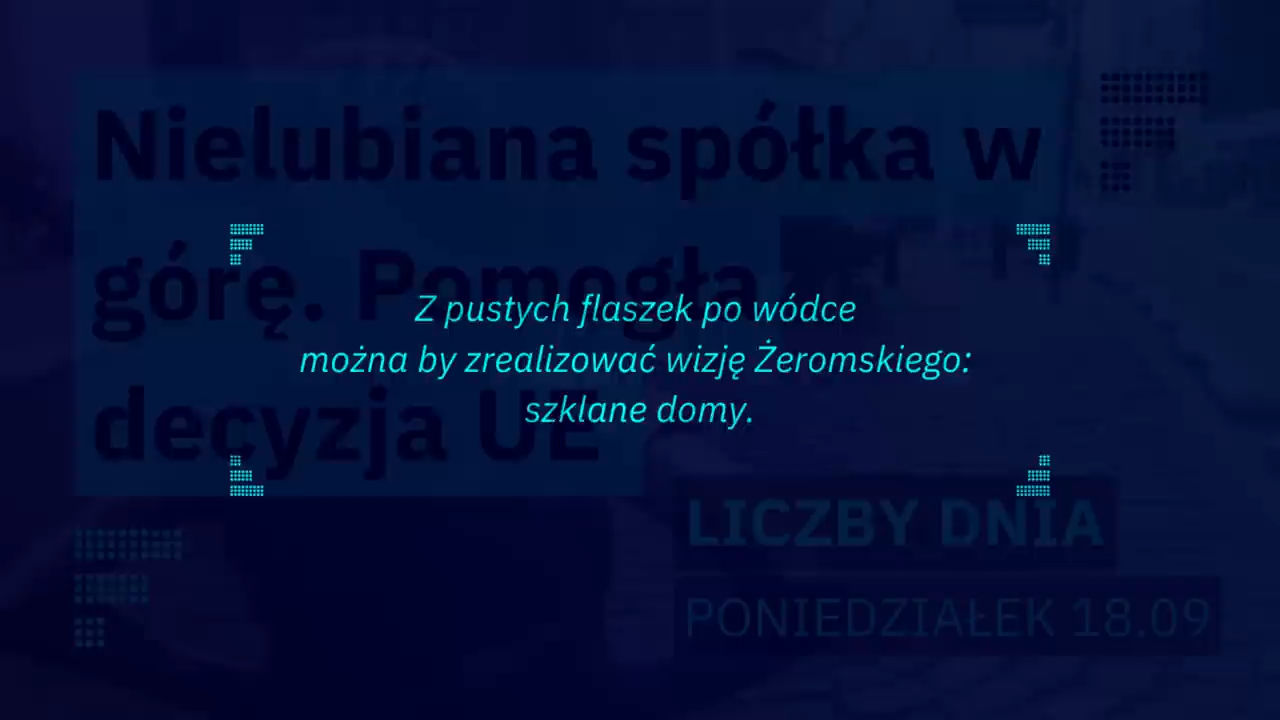 Nielubiana spółka w
górę. Pomogła
decyzja UE
Z pustych flaszek po wódce
można by zrealizować wizję Żeromskiego:
szklane domy.
LICZBY DNIA
PONIEDZIAŁEK 18.09